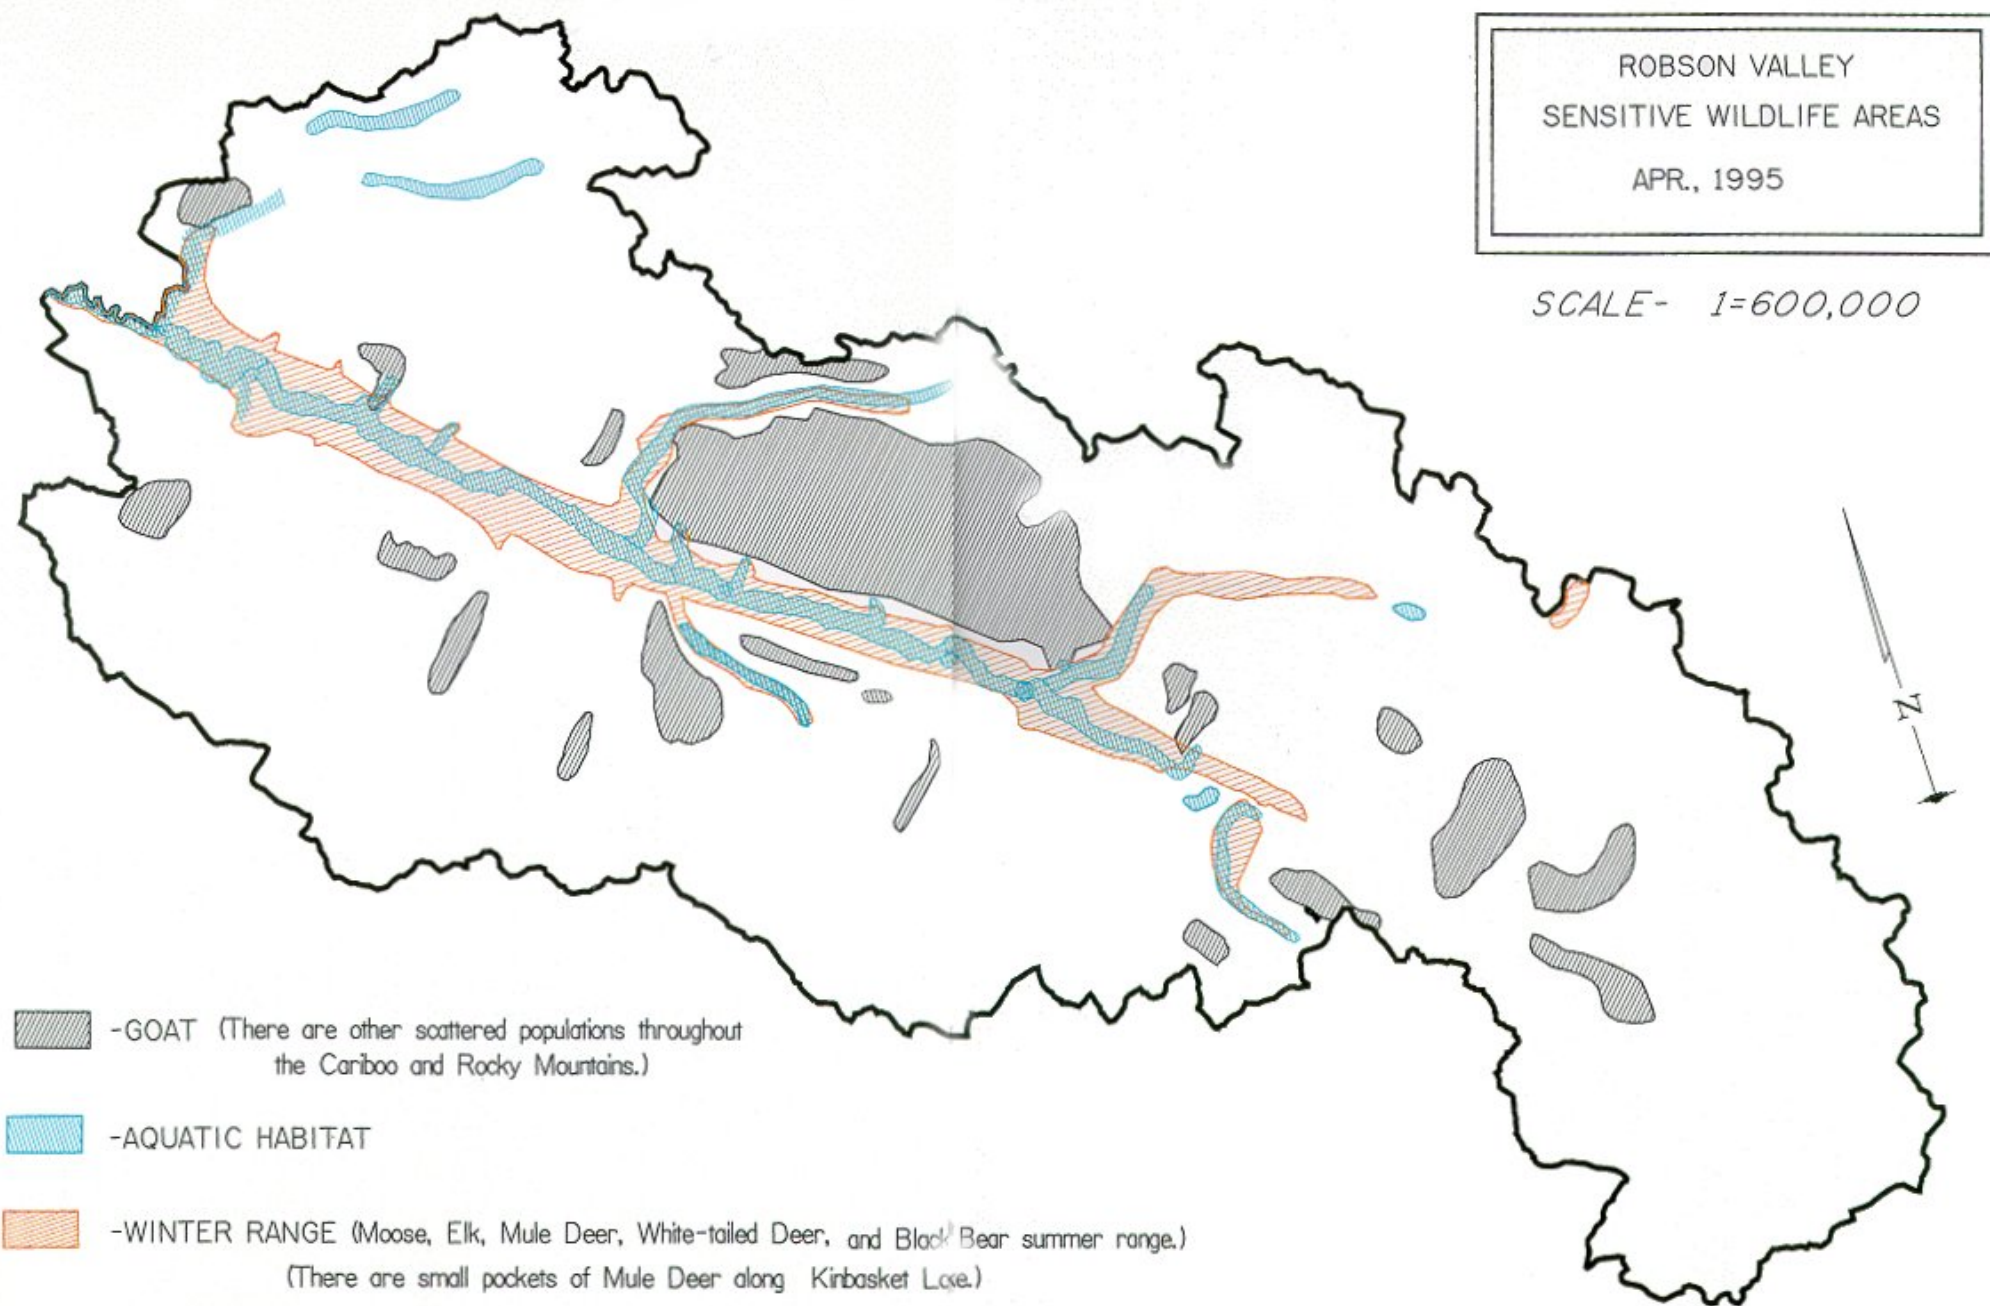 ROBSON VALLEY
SENSITIVE WILDLIFE AREAS
APR., 1995
SCALE- 1=600,000
N
-GOAT (There are other scattered populations throughout
the Cariboo and Rocky Mountains.)
-AQUATIC HABITAT
-WINTER RANGE (Moose, Elk, Mule Deer, White-tailed Deer, and Black Bear summer range.)
(There are small pockets of Mule Deer along Kinbasket